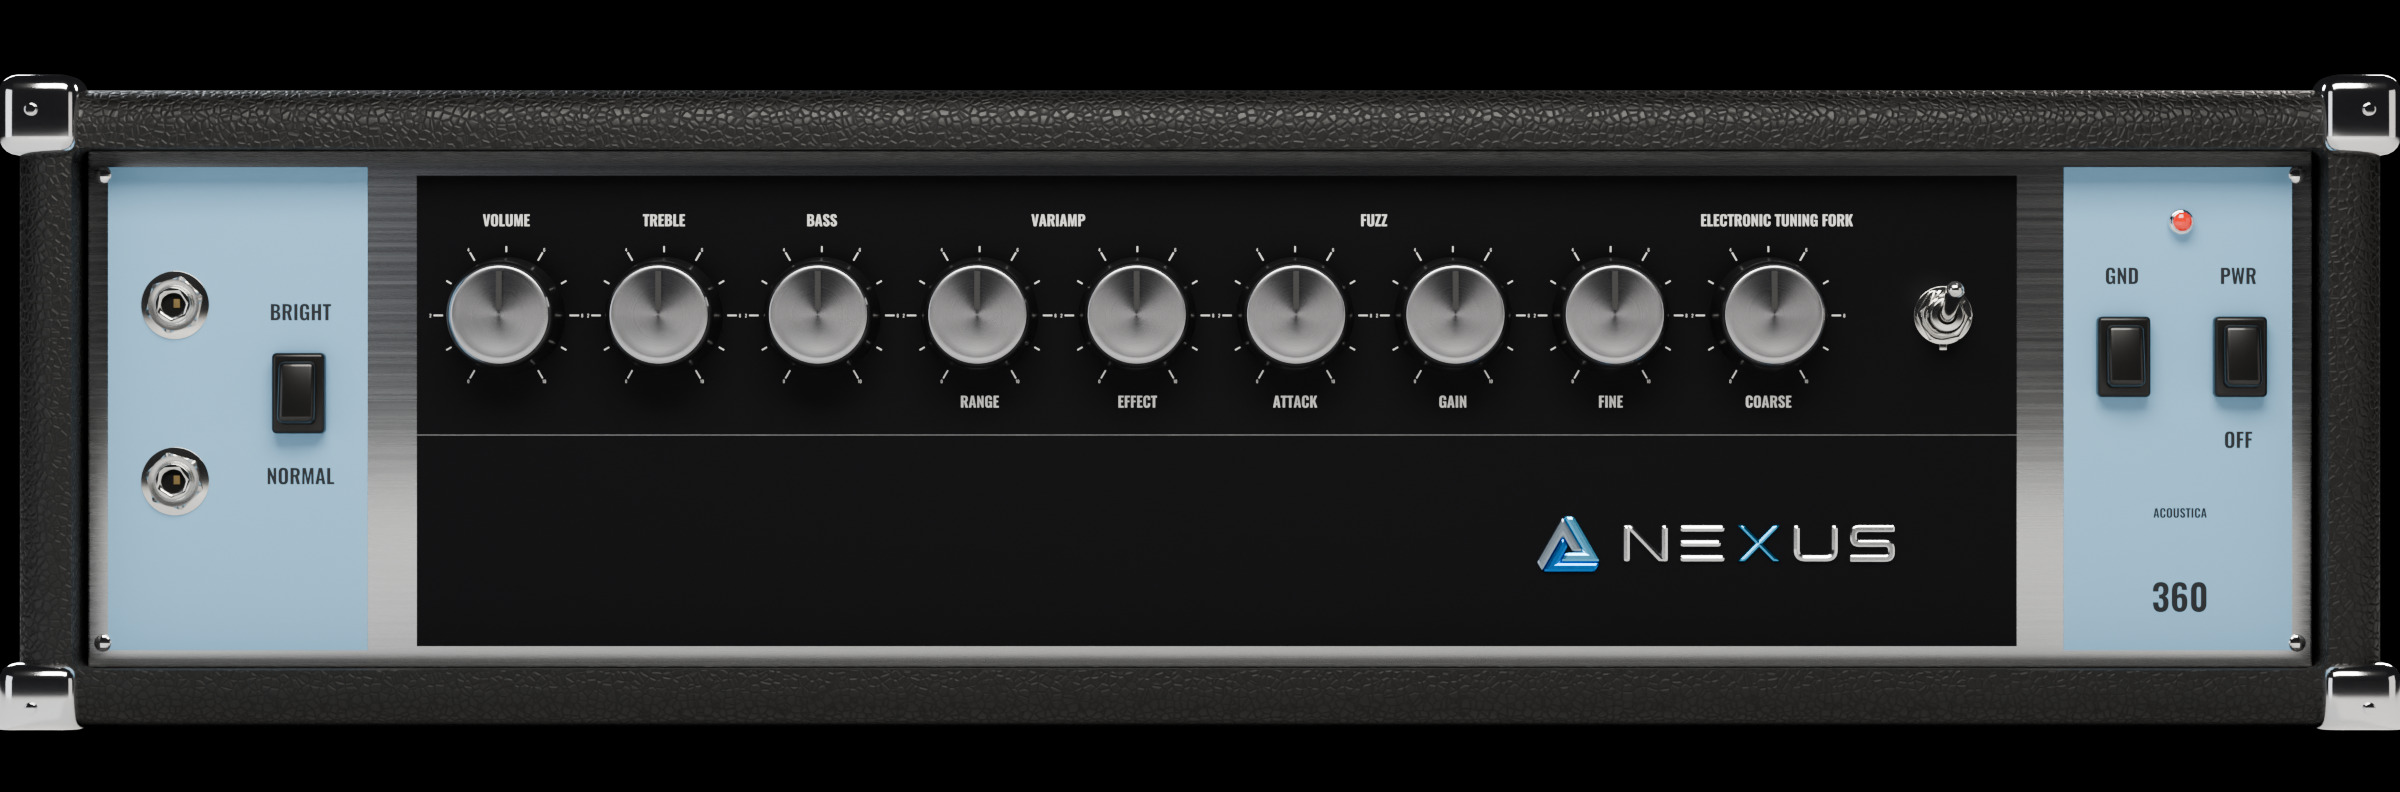 VOLUME
TREBLE
BASS
VARIAMP
FUZZ
ELECTRONIC TUNING FORK
RANGE
EFFECT
ATTACK
GAIN
FINE
COARSE
BRIGHT
NORMAL
GND
PWR
OFF
ACOUSTICA
NEXUS
360